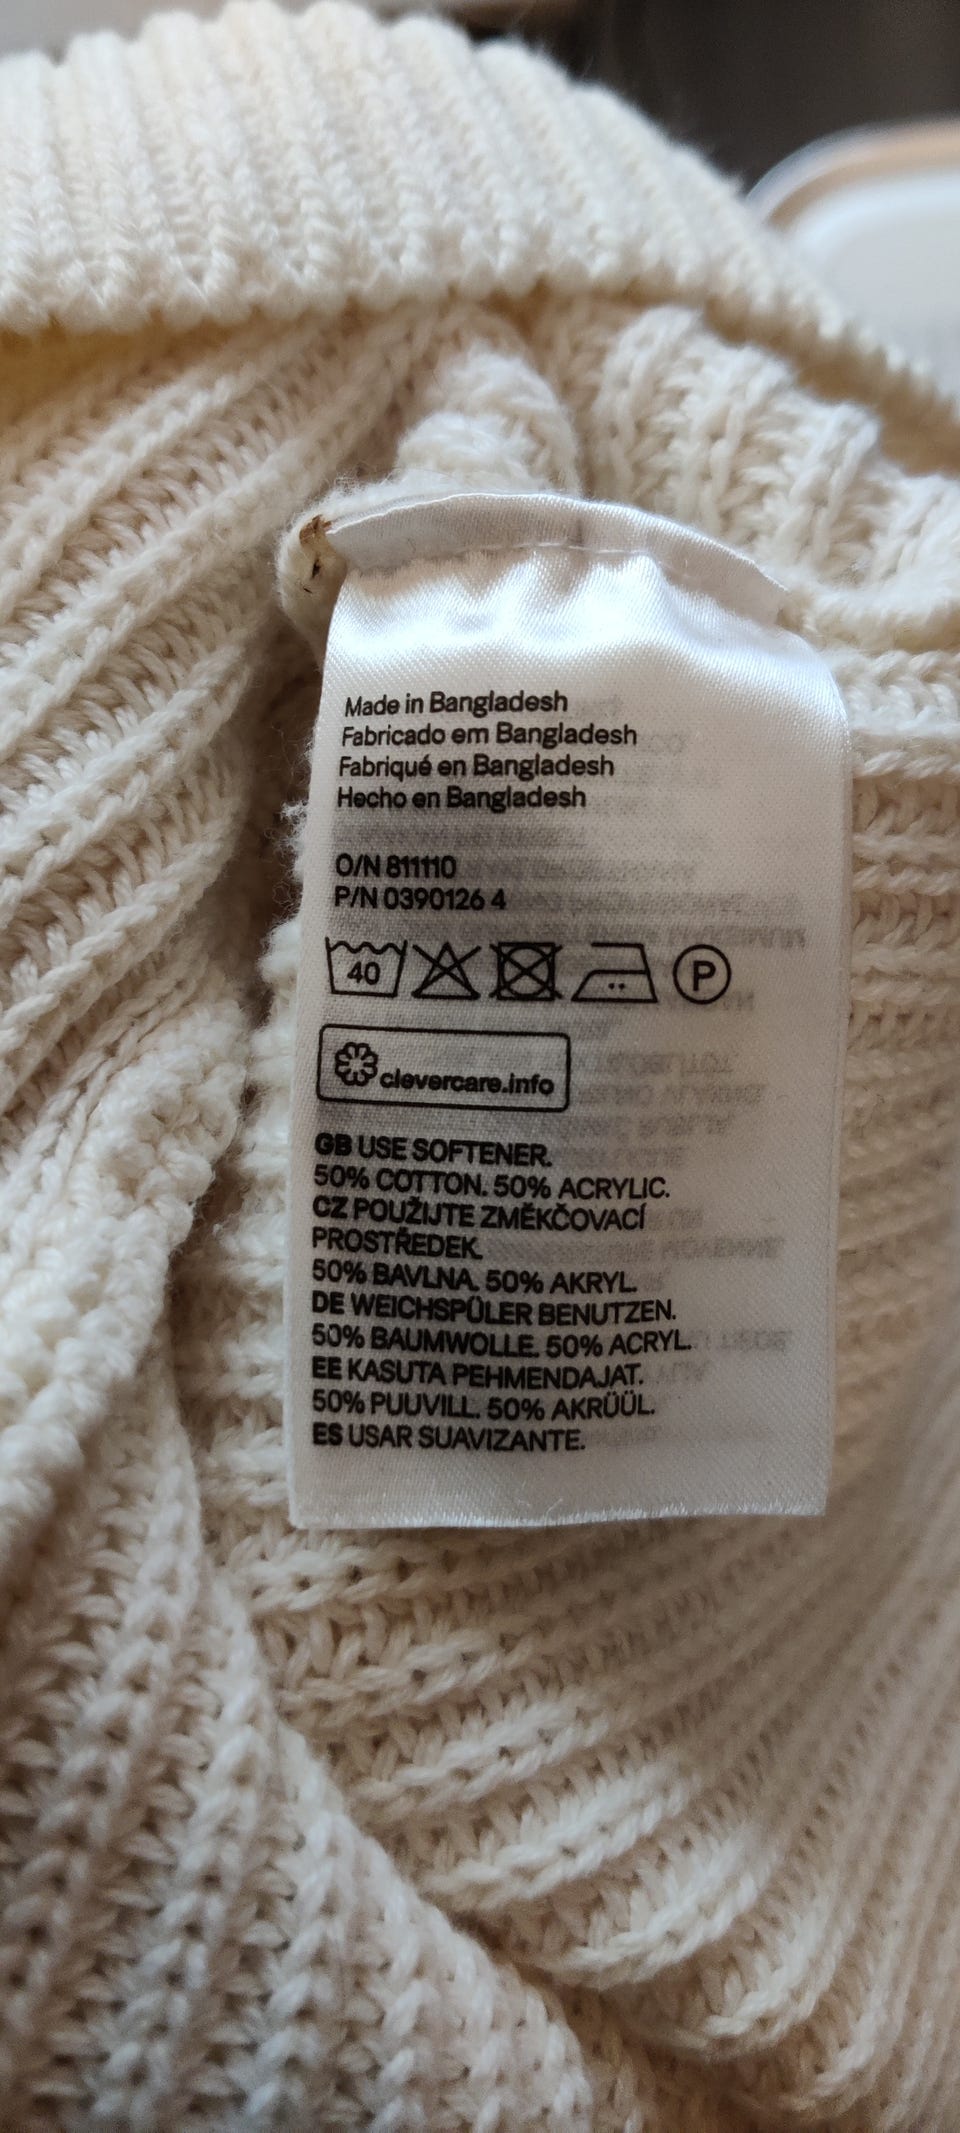 Made in Bangladesh
Fabricado em Bangladesh
Fabriqué en Bangladesh
Hecho en Bangladesh
O/N 811110
P/N 0390126 4
40 P
clevercare.info
GB USE SOFTENER.
50% COTTON. 50% ACRYLIC.
CZ POUŽIJTE ZMĚKČOVACÍ
PROSTŘEDEK.
50% BAVLNA. 50% AKRYL.
DE WEICHSPÜLER BENUTZEN.
50% BAUMWOLLE. 50% ACRYL.
EE KASUTA PEHMENDAJAT.
50% PUUVILL. 50% AKRÜÜL.
ES USAR SUAVIZANTE.